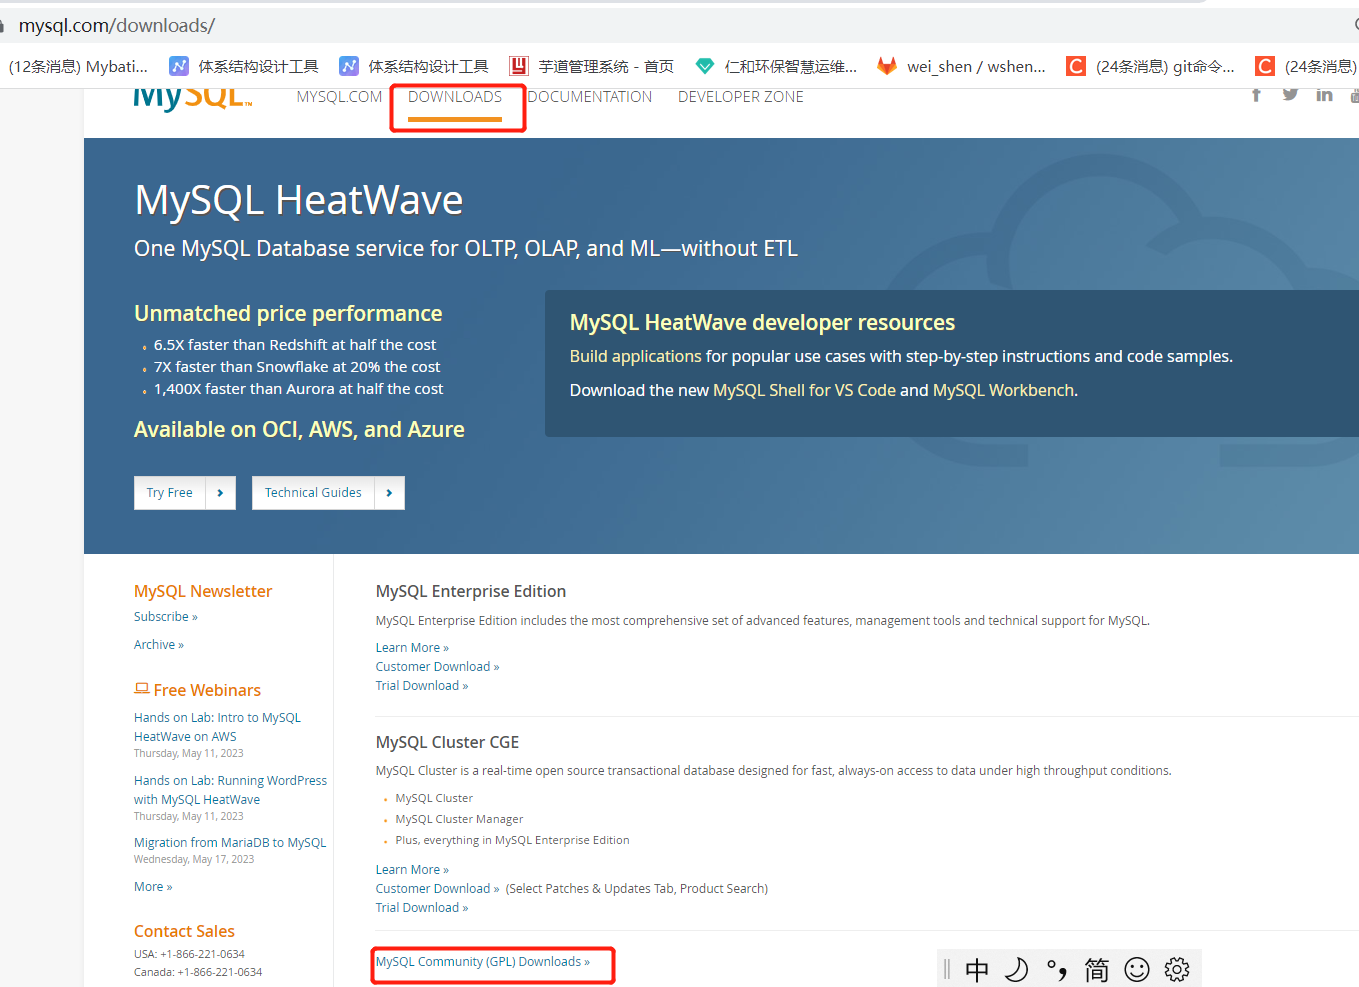 mysql.com/downloads/
(12条消息) Mybati... 体系结构设计工具 体系结构设计工具 芋道管理系统 - 首页 仁和环保智慧运维... wei_shen / wshen... (24条消息) git命令... (24条消息)
MySQL™ MYSQL.COM DOWNLOADS DOCUMENTATION DEVELOPER ZONE
MySQL HeatWave
One MySQL Database service for OLTP, OLAP, and ML—without ETL
Unmatched price performance
6.5X faster than Redshift at half the cost
7X faster than Snowflake at 20% the cost
1,400X faster than Aurora at half the cost
Available on OCI, AWS, and Azure
Try Free
Technical Guides
MySQL HeatWave developer resources
Build applications for popular use cases with step-by-step instructions and code samples.
Download the new MySQL Shell for VS Code and MySQL Workbench.
MySQL Newsletter
Subscribe »
Archive »
Free Webinars
Hands on Lab: Intro to MySQL
HeatWave on AWS
Thursday, May 11, 2023
Hands on Lab: Running WordPress
with MySQL HeatWave
Thursday, May 11, 2023
Migration from MariaDB to MySQL
Wednesday, May 17, 2023
More »
Contact Sales
USA: +1-866-221-0634
Canada: +1-866-221-0634
MySQL Enterprise Edition
MySQL Enterprise Edition includes the most comprehensive set of advanced features, management tools and technical support for MySQL.
Learn More »
Customer Download »
Trial Download »
MySQL Cluster CGE
MySQL Cluster is a real-time open source transactional database designed for fast, always-on access to data under high throughput conditions.
MySQL Cluster
MySQL Cluster Manager
Plus, everything in MySQL Enterprise Edition
Learn More »
Customer Download » (Select Patches & Updates Tab, Product Search)
Trial Download »
MySQL Community (GPL) Downloads »
中 °, 简